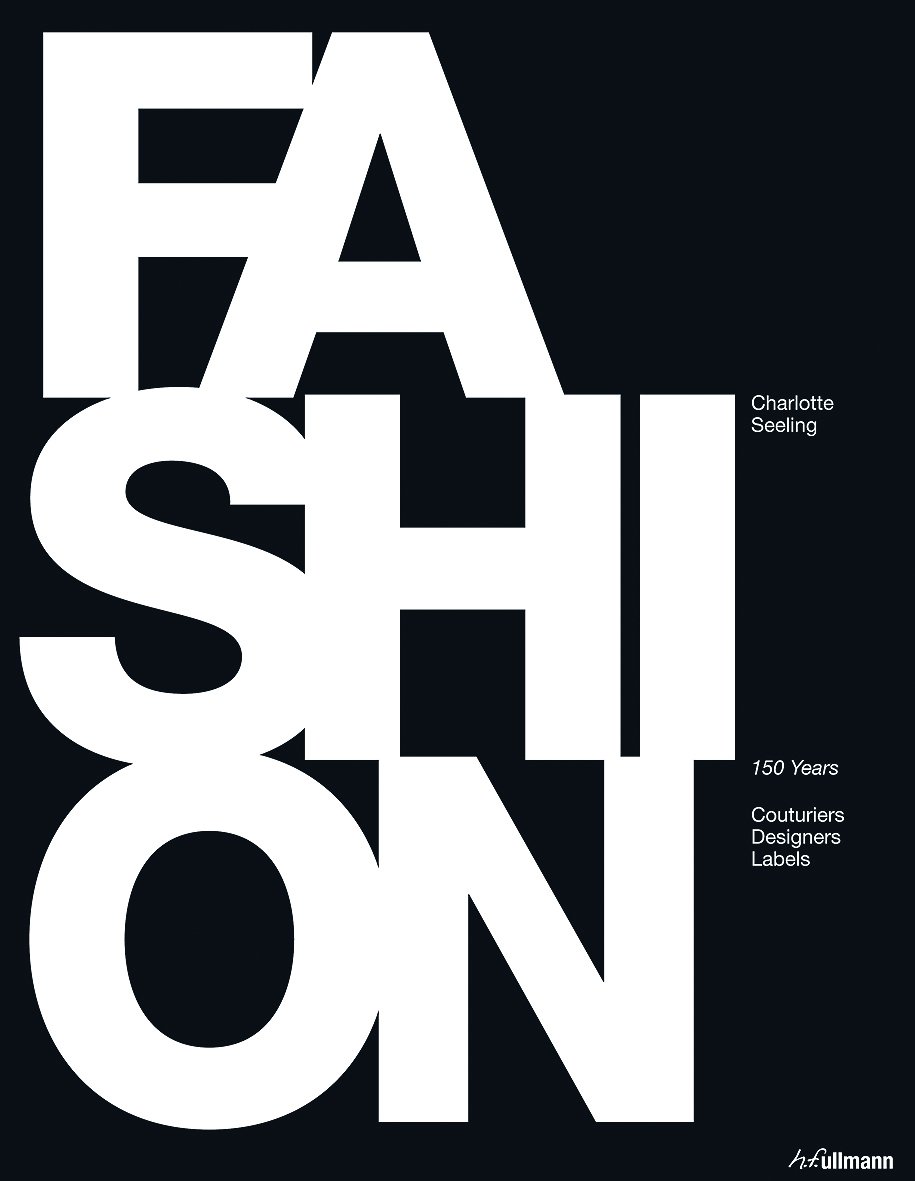 FA
SHI
ON
Charlotte
Seeling
150 Years
Couturiers
Designers
Labels
h.f.ullmann